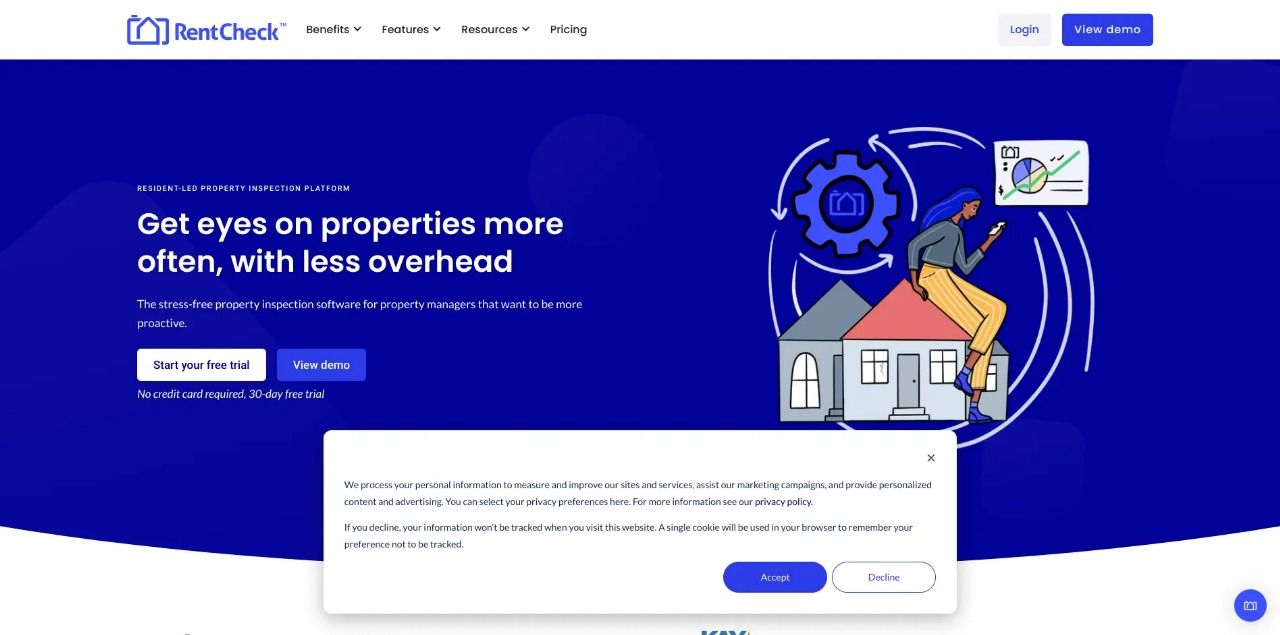 RentCheck™
Benefits
Features
Resources
Pricing
Login
View demo
RESIDENT-LED PROPERTY INSPECTION PLATFORM
Get eyes on properties more
often, with less overhead
The stress-free property inspection software for property managers that want to be more
proactive.
Start your free trial
View demo
No credit card required, 30-day free trial
$
We process your personal information to measure and improve our sites and services, assist our marketing campaigns, and provide personalized
content and advertising. You can select your privacy preferences here. For more information see our privacy policy.
If you decline, your information won't be tracked when you visit this website. A single cookie will be used in your browser to remember your
preference not to be tracked.
Accept
Decline